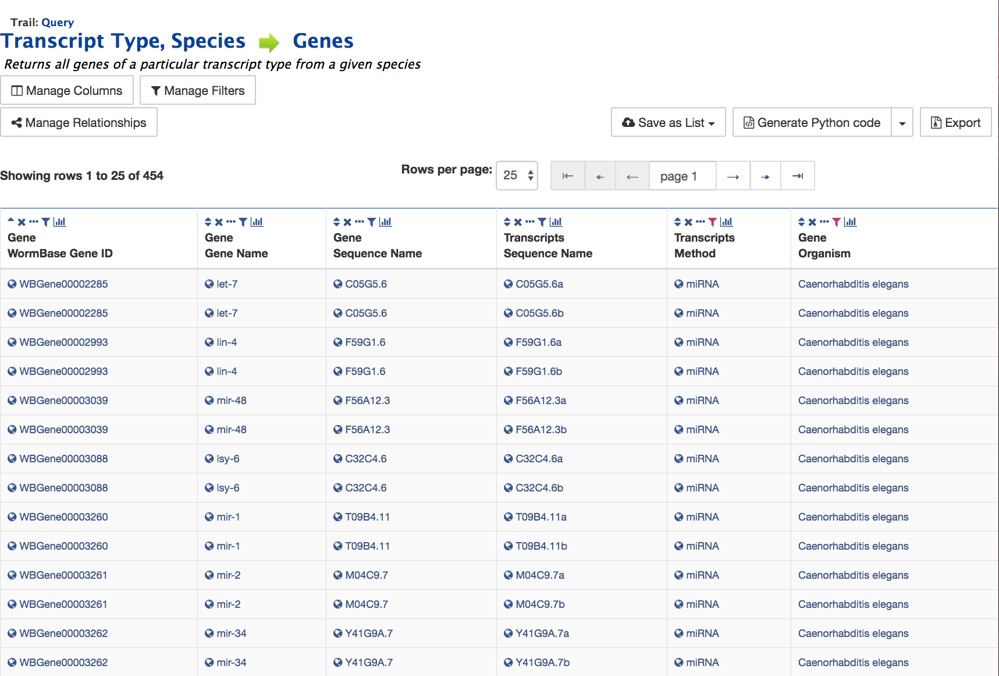 Trail: Query
Transcript Type, Species Genes
Returns all genes of a particular transcript type from a given species
Manage Columns Manage Filters
Manage Relationships Save as List Generate Python code Export
Showing rows 1 to 25 of 454 Rows per page: 25 page 1
Gene Gene Gene Transcripts Transcripts Gene
WormBase Gene ID Gene Name Sequence Name Sequence Name Method Organism
WBGene00002285 let-7 C05G5.6 C05G5.6a miRNA Caenorhabditis elegans
WBGene00002285 let-7 C05G5.6 C05G5.6b miRNA Caenorhabditis elegans
WBGene00002993 lin-4 F59G1.6 F59G1.6a miRNA Caenorhabditis elegans
WBGene00002993 lin-4 F59G1.6 F59G1.6b miRNA Caenorhabditis elegans
WBGene00003039 mir-48 F56A12.3 F56A12.3a miRNA Caenorhabditis elegans
WBGene00003039 mir-48 F56A12.3 F56A12.3b miRNA Caenorhabditis elegans
WBGene00003088 lsy-6 C32C4.6 C32C4.6a miRNA Caenorhabditis elegans
WBGene00003088 lsy-6 C32C4.6 C32C4.6b miRNA Caenorhabditis elegans
WBGene00003260 mir-1 T09B4.11 T09B4.11a miRNA Caenorhabditis elegans
WBGene00003260 mir-1 T09B4.11 T09B4.11b miRNA Caenorhabditis elegans
WBGene00003261 mir-2 M04C9.7 M04C9.7a miRNA Caenorhabditis elegans
WBGene00003261 mir-2 M04C9.7 M04C9.7b miRNA Caenorhabditis elegans
WBGene00003262 mir-34 Y41G9A.7 Y41G9A.7a miRNA Caenorhabditis elegans
WBGene00003262 mir-34 Y41G9A.7 Y41G9A.7b miRNA Caenorhabditis elegans